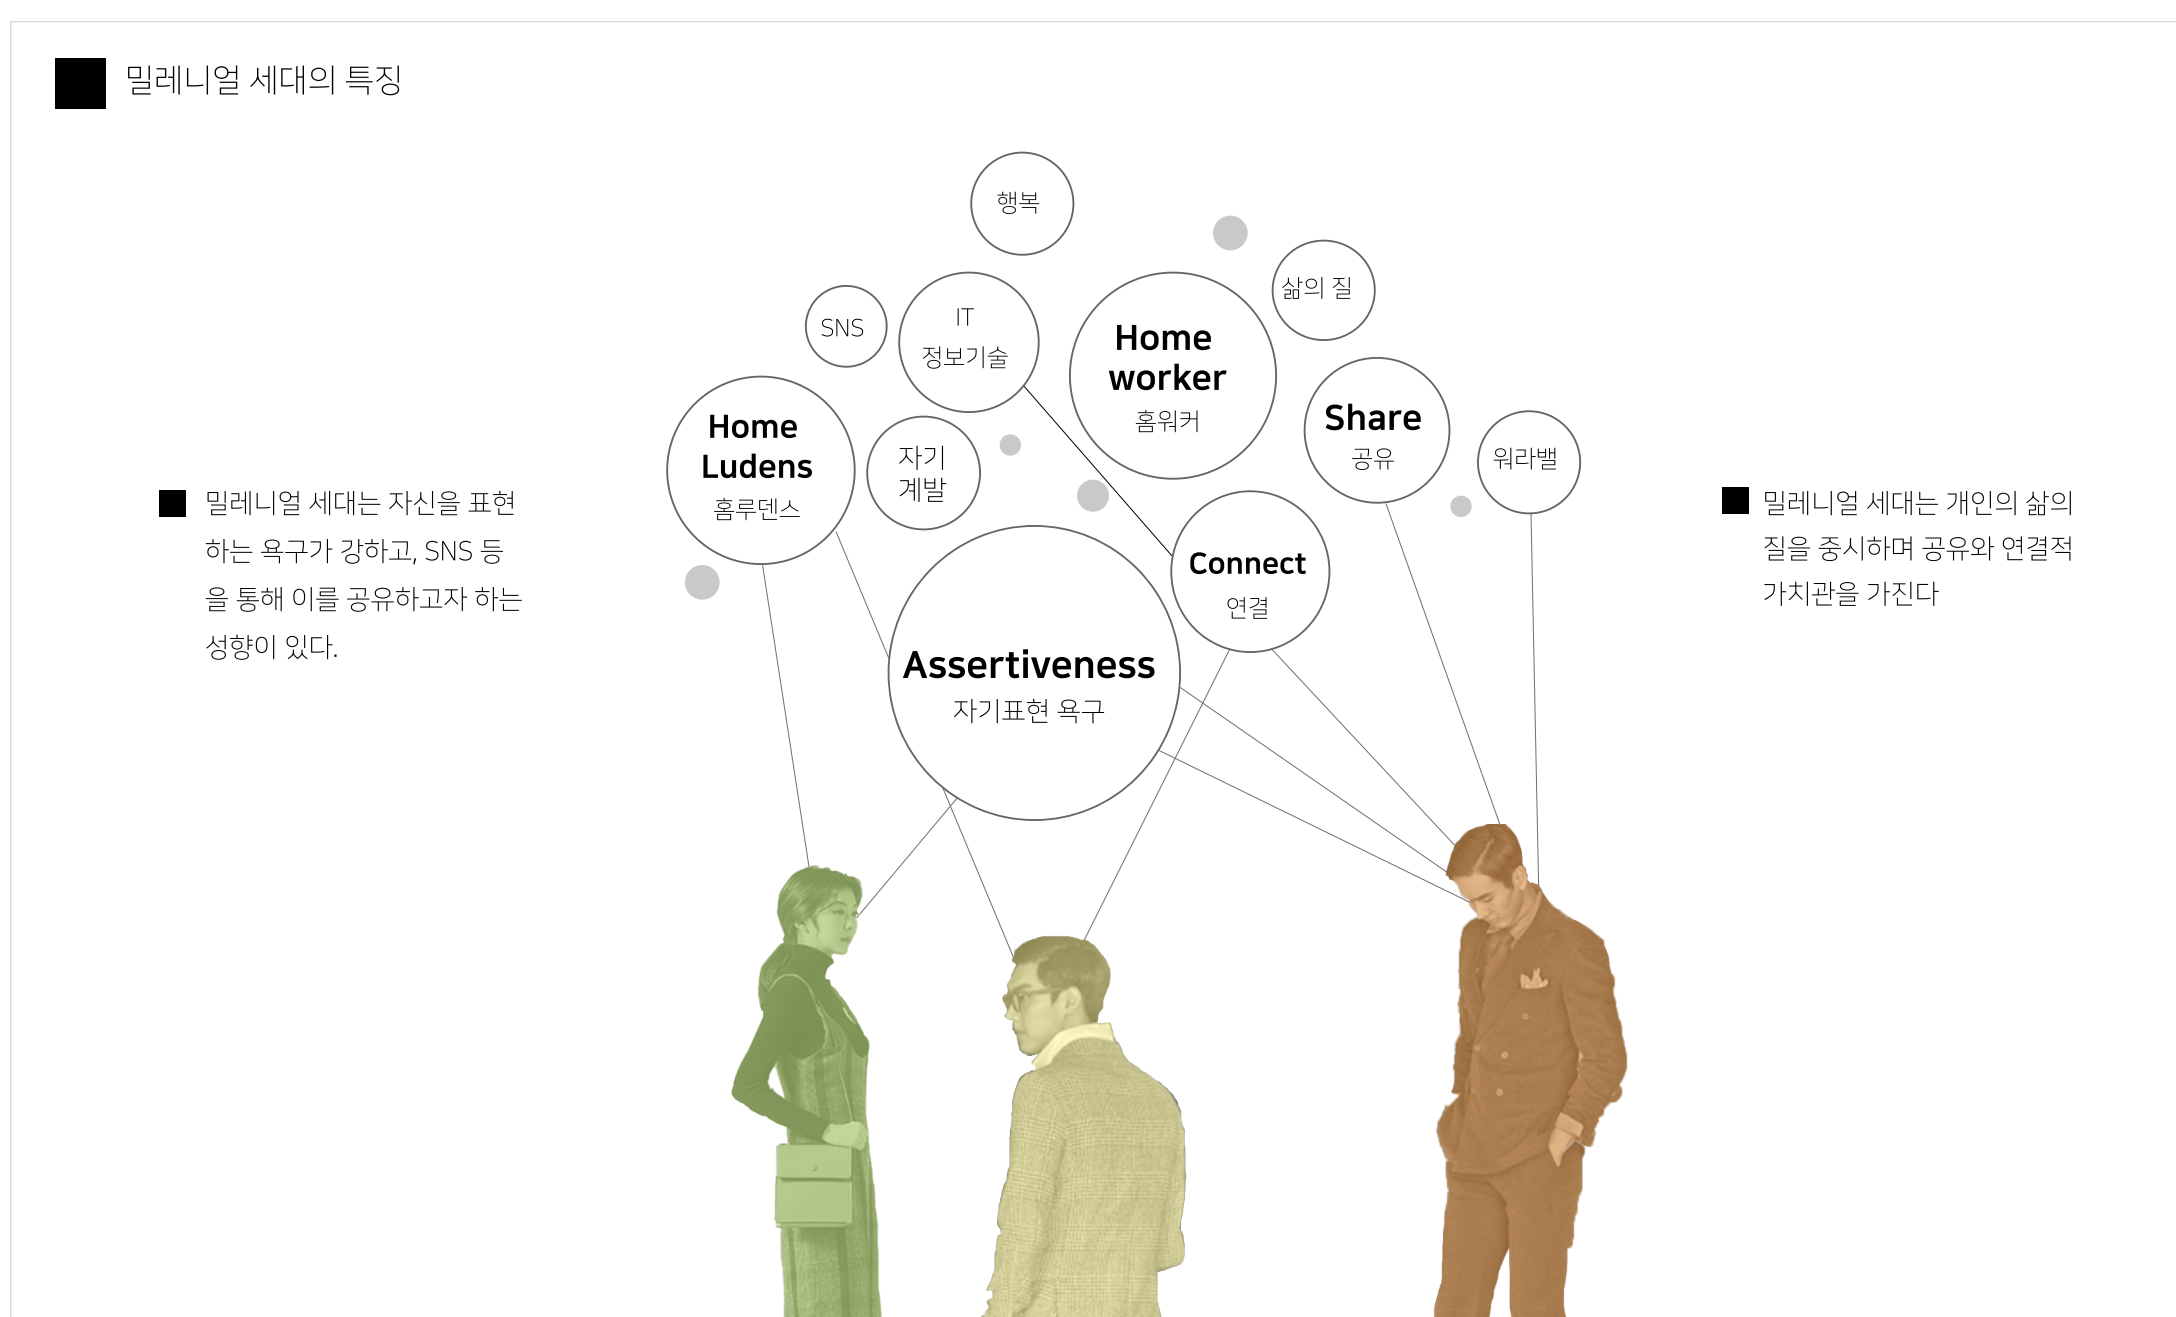 밀레니얼 세대의 특징
행복
삶의 질
SNS
IT
정보기술
Home
worker
홈워커
Share
공유
워라밸
Home
Ludens
홈루덴스
자기
계발
Connect
연결
Assertiveness
자기표현 욕구
밀레니얼 세대는 자신을 표현
하는 욕구가 강하고, SNS 등
을 통해 이를 공유하고자 하는
성향이 있다.
밀레니얼 세대는 개인의 삶의
질을 중시하며 공유와 연결적
가치관을 가진다